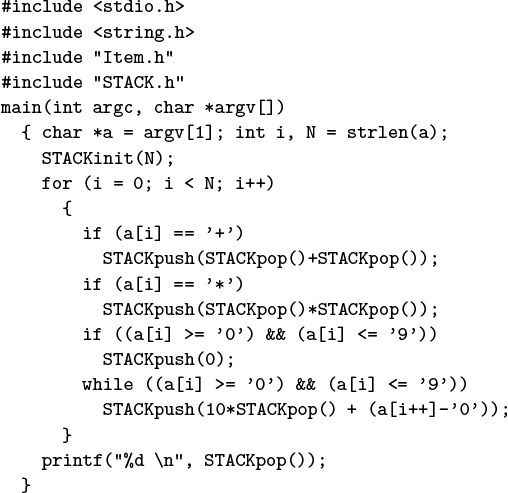 #include <stdio.h>
#include <string.h>
#include "Item.h"
#include "STACK.h"
main(int argc, char *argv[])
  { char *a = argv[1]; int i, N = strlen(a);
    STACKinit(N);
    for (i = 0; i < N; i++)
      {
        if (a[i] == '+')
          STACKpush(STACKpop()+STACKpop());
        if (a[i] == '*')
          STACKpush(STACKpop()*STACKpop());
        if ((a[i] >= '0') && (a[i] <= '9'))
          STACKpush(0);
        while ((a[i] >= '0') && (a[i] <= '9'))
          STACKpush(10*STACKpop() + (a[i++]-'0'));
      }
    printf("%d \n", STACKpop());
  }